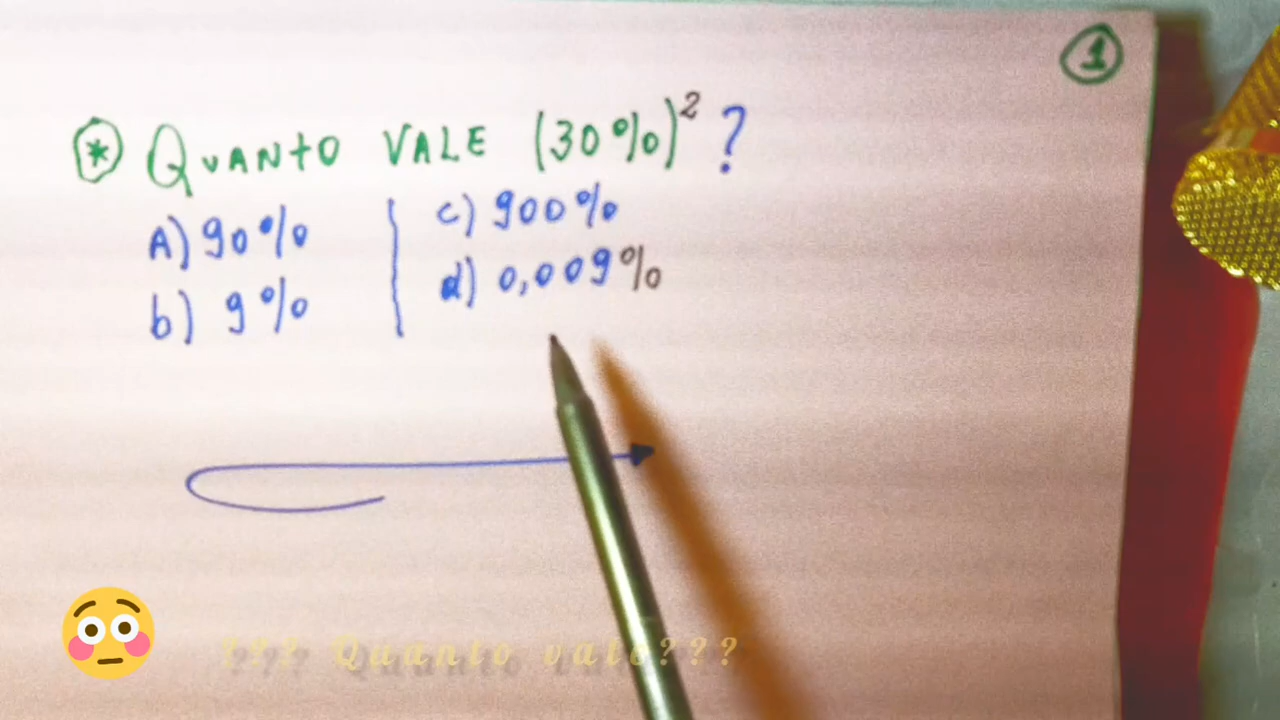 1
* QUANTO VALE (30%)² ?
A) 90%
b) 9%
c) 900%
d) 0,009%
??? Quanto vale???